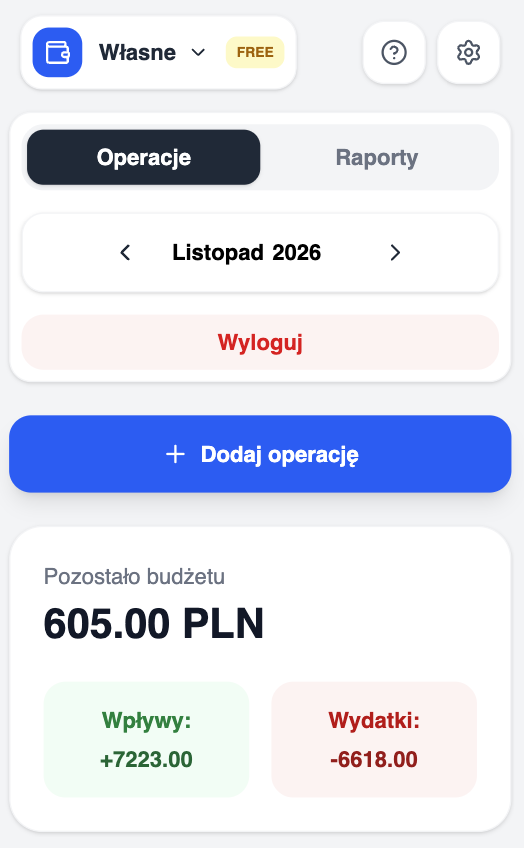 Własne FREE
Operacje Raporty
Listopad 2026
Wyloguj
Dodaj operację
Pozostało budżetu
605.00 PLN
Wpływy: Wydatki:
+7223.00 -6618.00